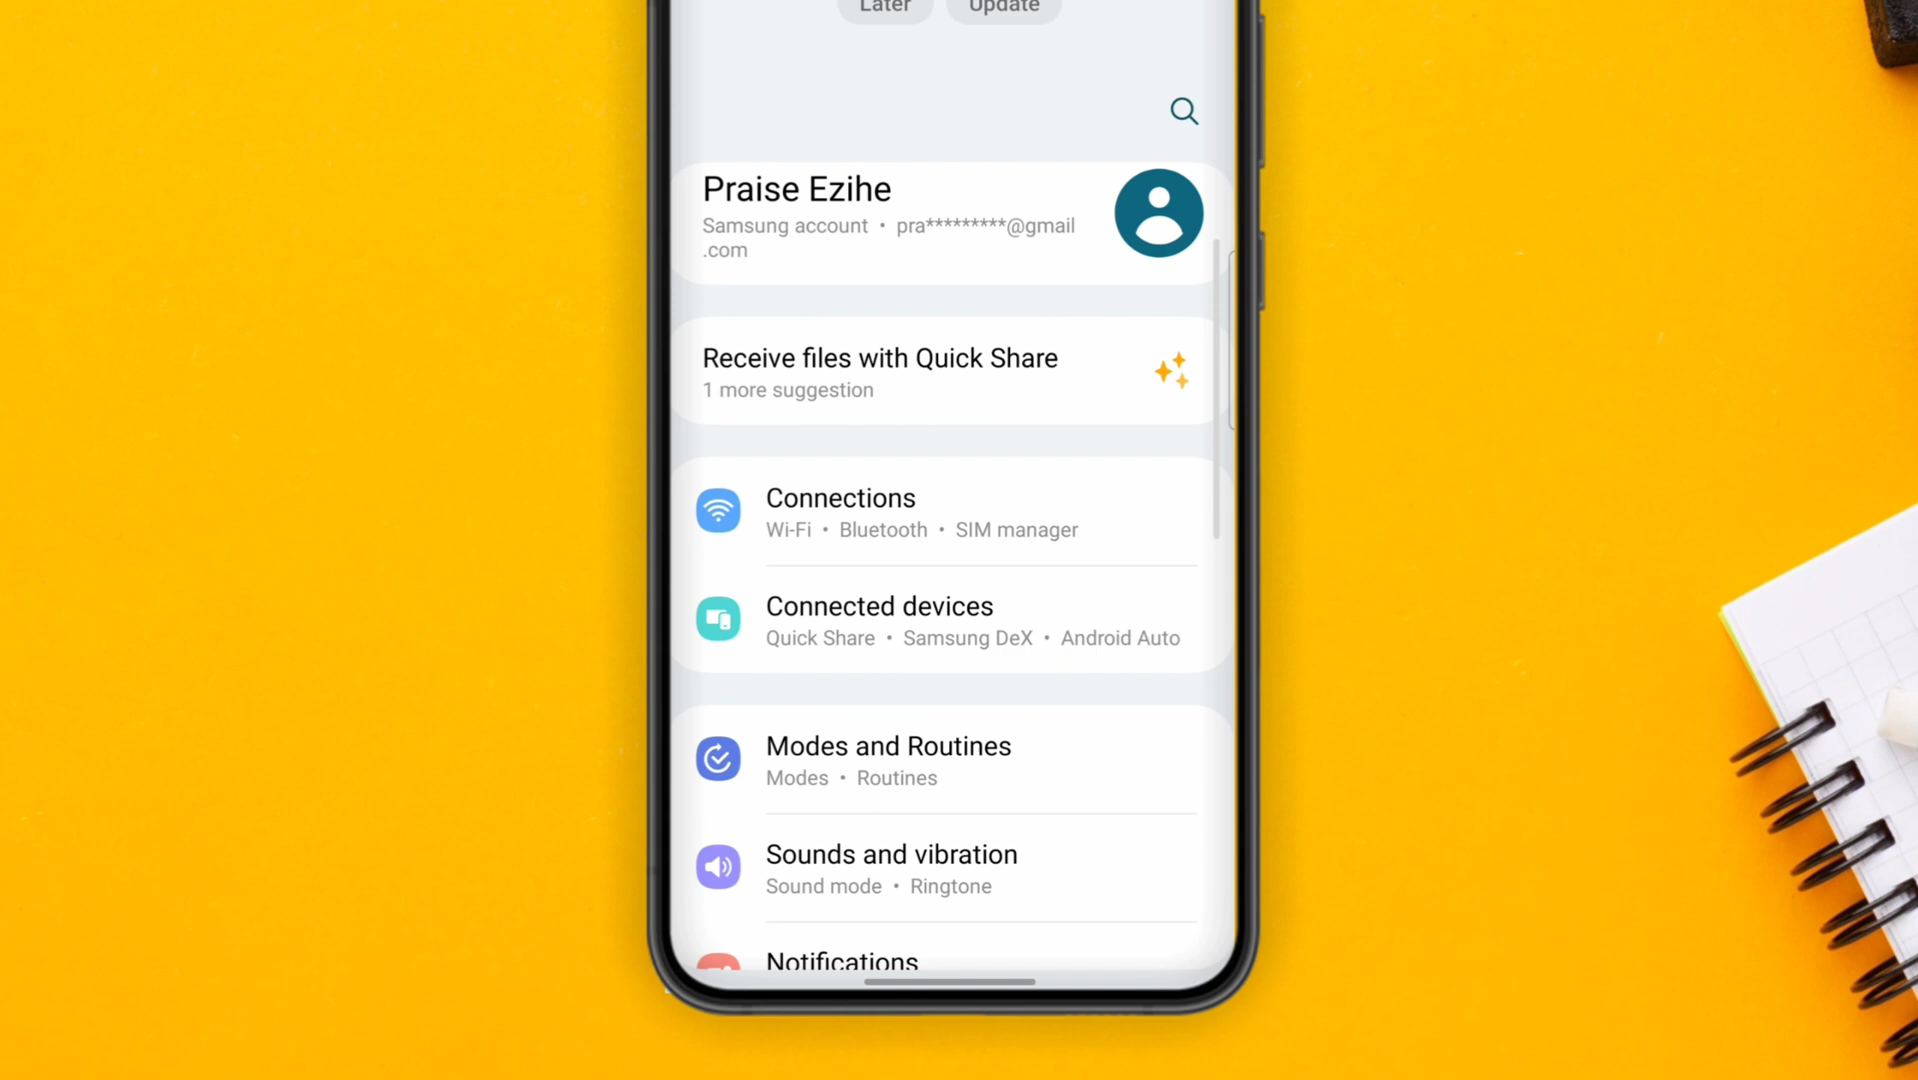 Later Update
Praise Ezihe
Samsung account • pra*********@gmail
.com
Receive files with Quick Share
1 more suggestion
Connections
Wi-Fi • Bluetooth • SIM manager
Connected devices
Quick Share • Samsung DeX • Android Auto
Modes and Routines
Modes • Routines
Sounds and vibration
Sound mode • Ringtone
Notifications